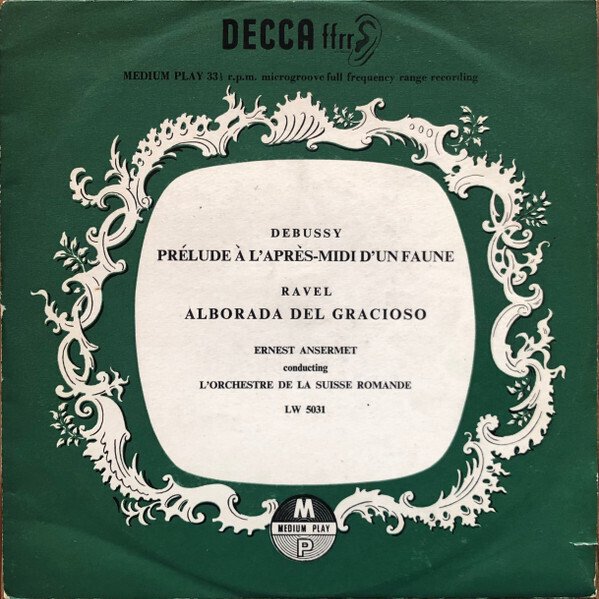 DECCA ffrr
MEDIUM PLAY 33⅓ r.p.m. microgroove full frequency range recording
DEBUSSY
PRÉLUDE À L'APRÈS-MIDI D'UN FAUNE
RAVEL
ALBORADA DEL GRACIOSO
ERNEST ANSERMET
conducting
L'ORCHESTRE DE LA SUISSE ROMANDE
LW 5031
M
MEDIUM PLAY
P